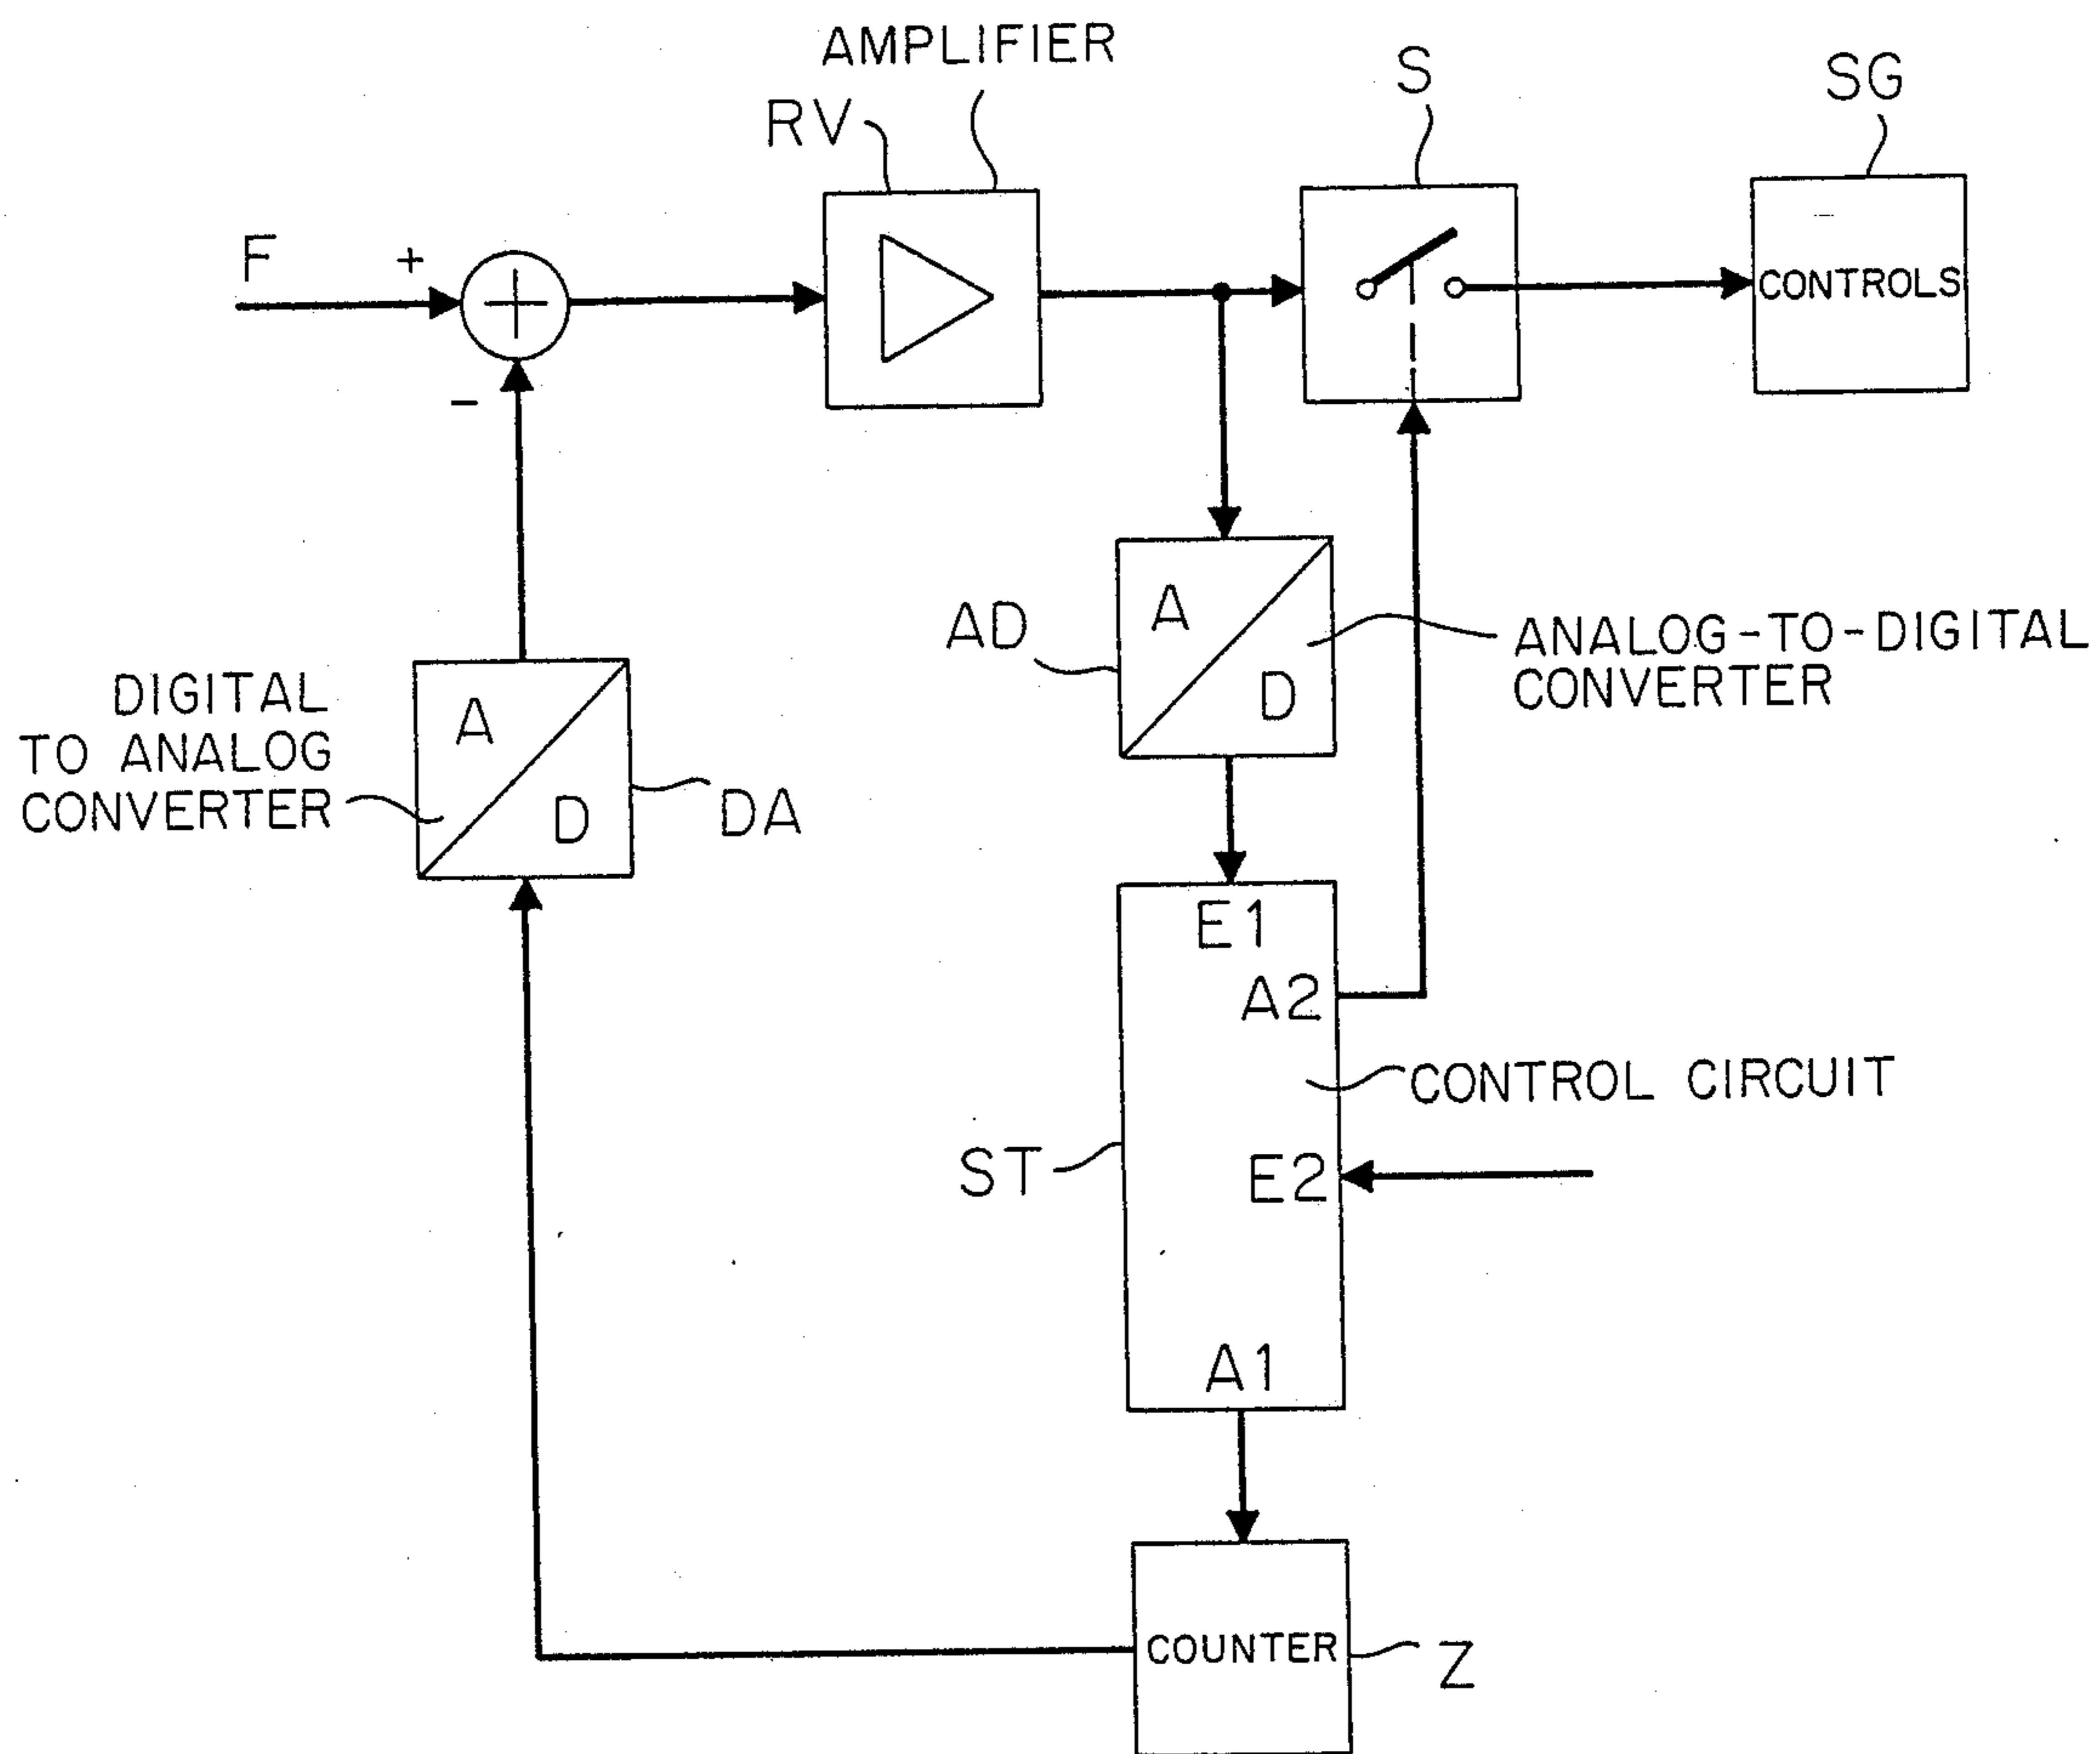 AMPLIFIER
RV
S
SG
F
+
-
CONTROLS
A
D
AD
ANALOG-TO-DIGITAL
CONVERTER
DIGITAL
TO ANALOG
CONVERTER
A
D
DA
E1
A2
CONTROL CIRCUIT
ST
E2
A1
COUNTER
Z